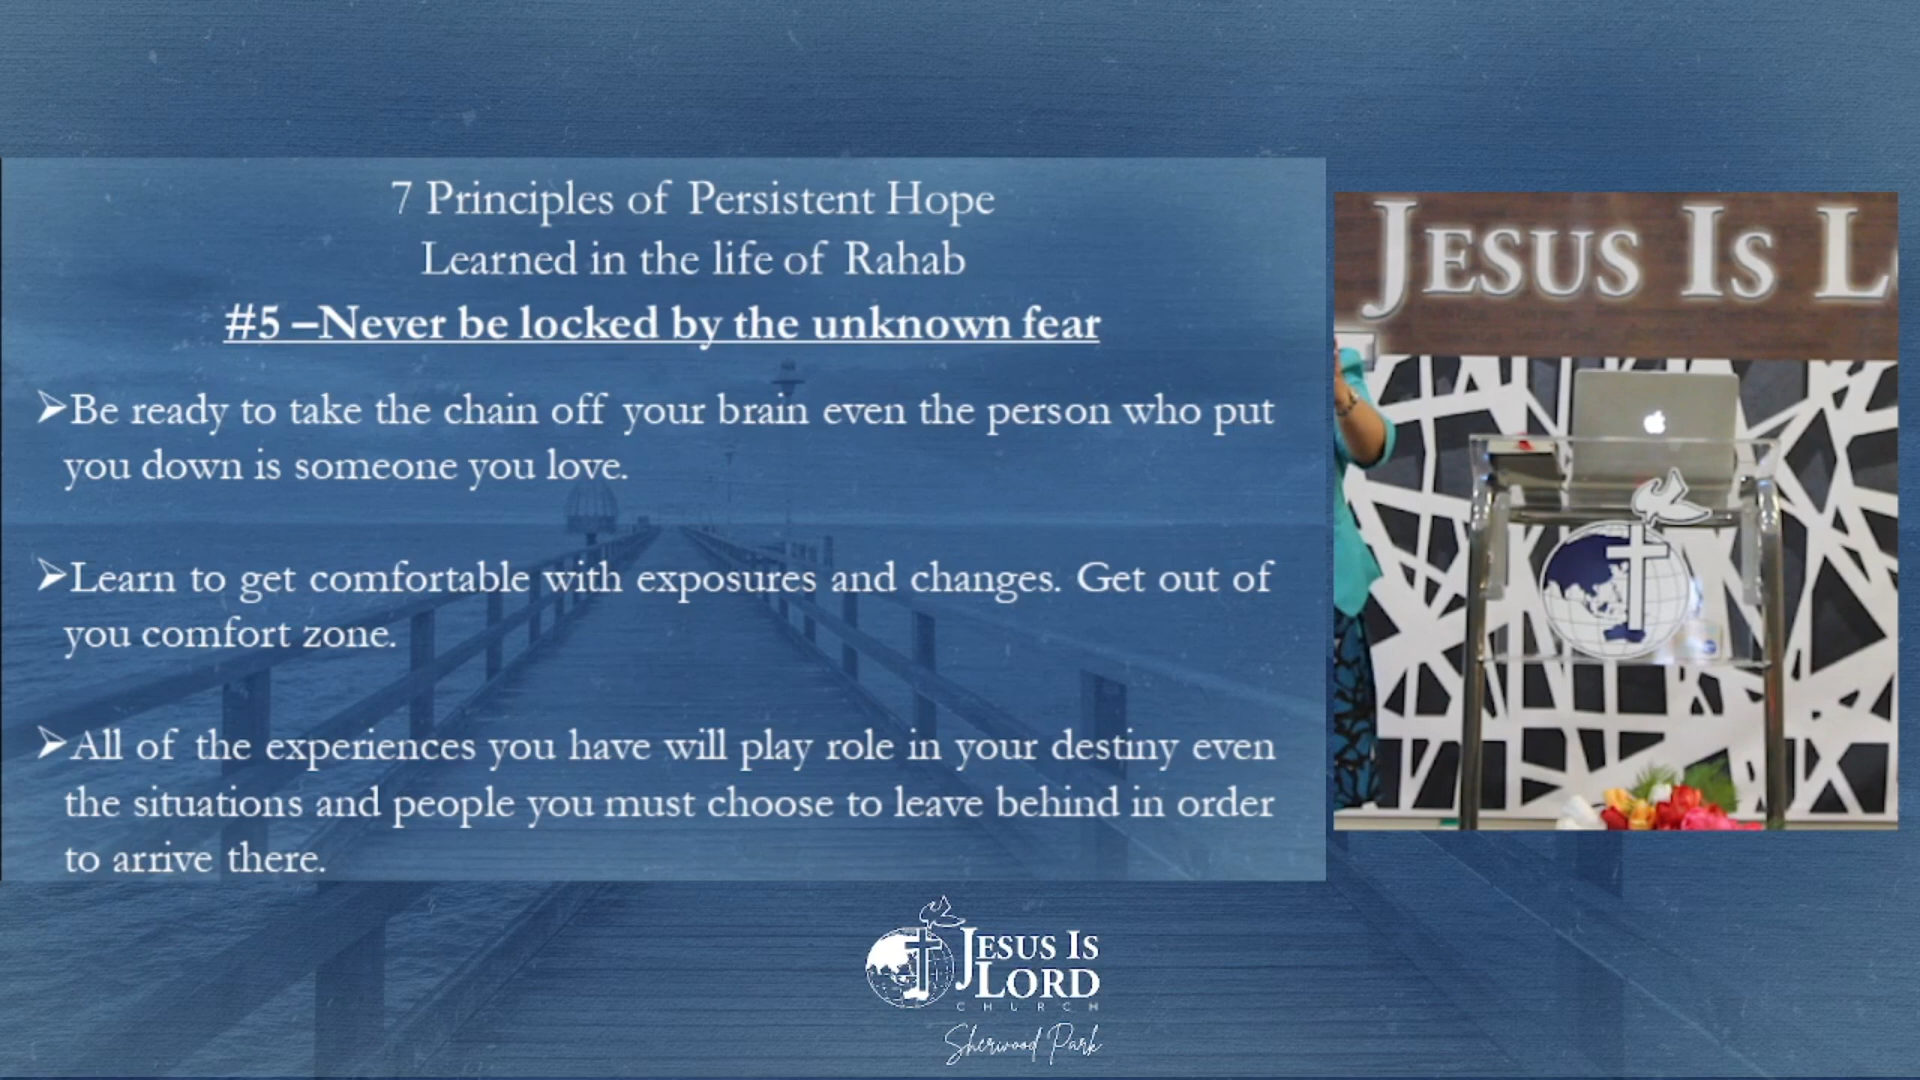 7 Principles of Persistent Hope
Learned in the life of Rahab
#5 –Never be locked by the unknown fear
➢Be ready to take the chain off your brain even the person who put
you down is someone you love.
➢Learn to get comfortable with exposures and changes. Get out of
you comfort zone.
➢All of the experiences you have will play role in your destiny even
the situations and people you must choose to leave behind in order
to arrive there.
JESUS IS L
JESUS IS
LORD
CHURCH
Sherwood Park